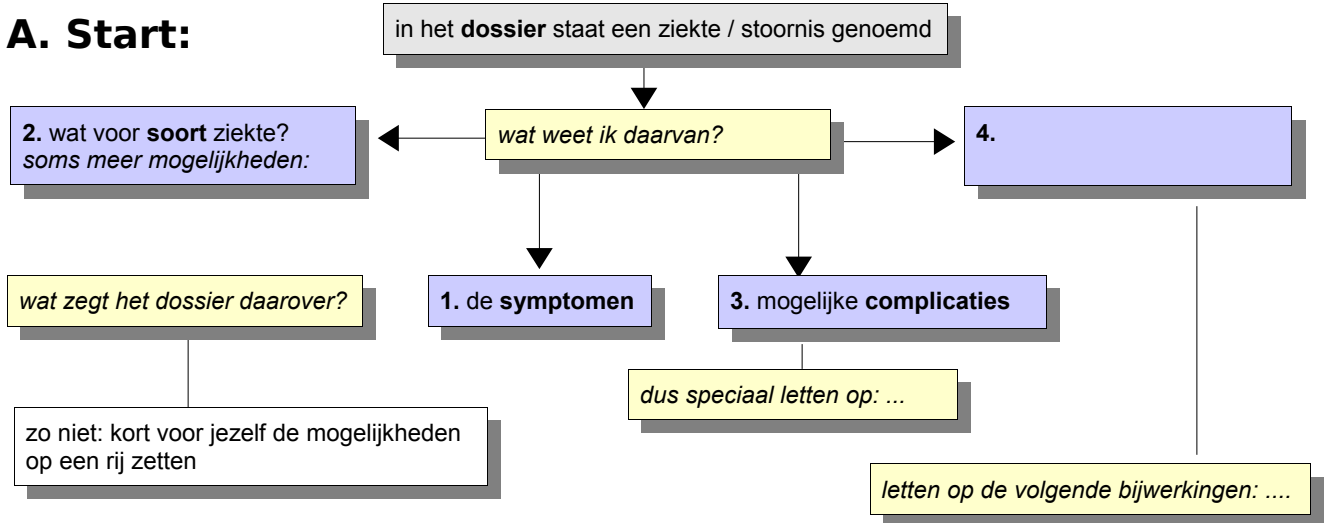 A. Start:
in het dossier staat een ziekte / stoornis genoemd
2. wat voor soort ziekte?
soms meer mogelijkheden:
wat weet ik daarvan?
4.
wat zegt het dossier daarover?
1. de symptomen
3. mogelijke complicaties
dus speciaal letten op: ...
zo niet: kort voor jezelf de mogelijkheden
op een rij zetten
letten op de volgende bijwerkingen: ....